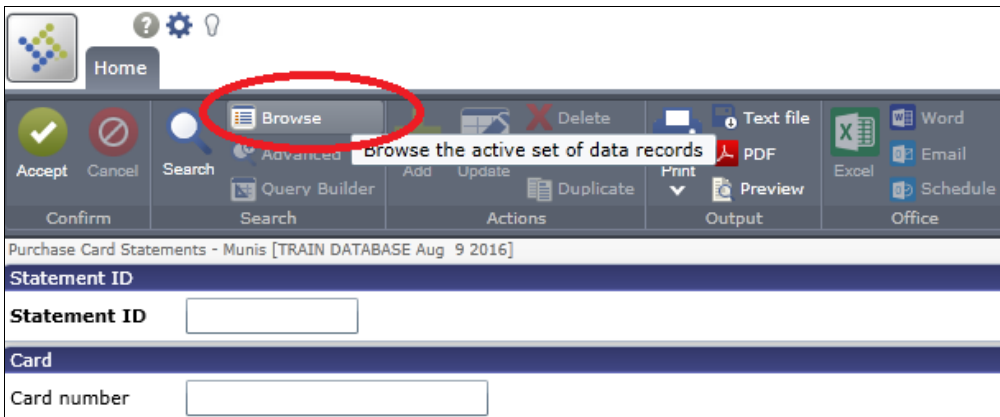 Home
Accept
Cancel
Confirm
Search
Browse
Advanced
Query Builder
Search
Browse the active set of data records
Add
Update
Delete
Duplicate
Actions
Print
Text file
PDF
Preview
Output
Excel
Word
Email
Schedule
Office
Purchase Card Statements - Munis [TRAIN DATABASE Aug 9 2016]
Statement ID
Statement ID
Card
Card number